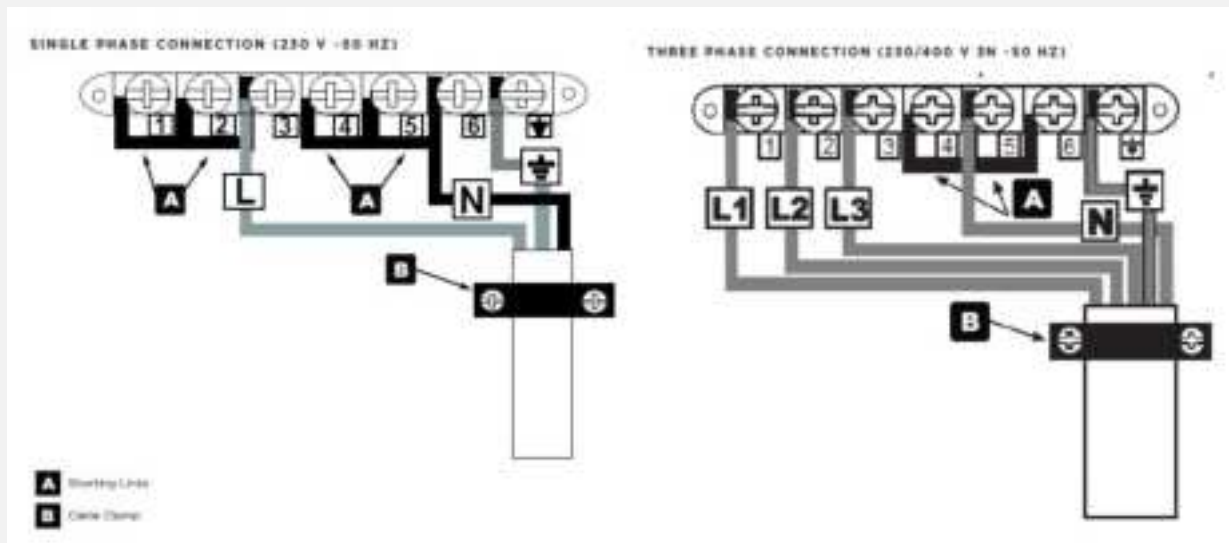 SINGLE PHASE CONNECTION (230 V ~50 HZ)
1 2 3 4 5 6
A A L N
B
A Shorting Links
B Cable Clamp
THREE PHASE CONNECTION (230/400 V 3N ~50 HZ)
1 2 3 4 5 6
L1 L2 L3 A N
B